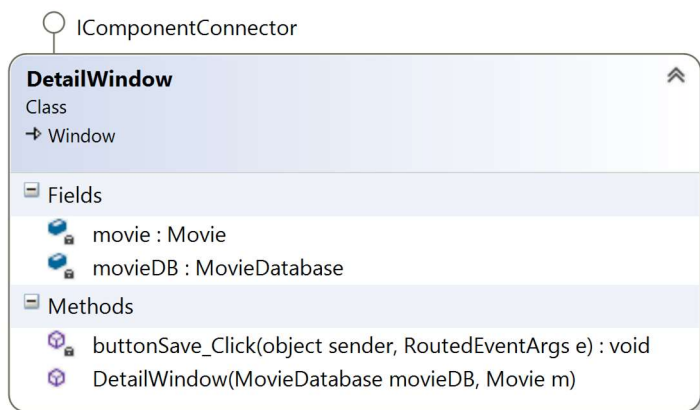 IComponentConnector
DetailWindow
Class
Window
Fields
movie : Movie
movieDB : MovieDatabase
Methods
buttonSave_Click(object sender, RoutedEventArgs e) : void
DetailWindow(MovieDatabase movieDB, Movie m)